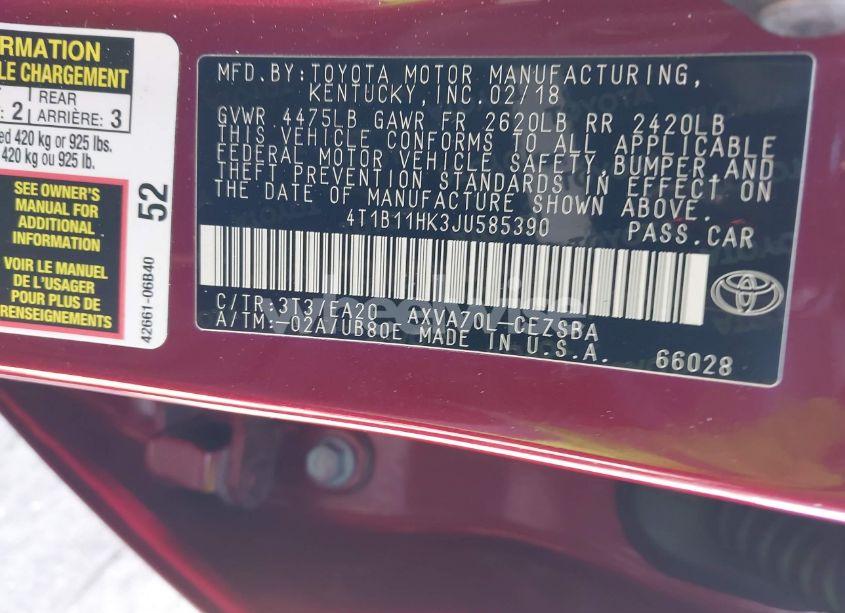 RMATION
LE CHARGEMENT
2 REAR
ARRIÈRE: 3
ed 420 kg or 925 lbs.
420 kg ou 925 lb.
SEE OWNER'S
MANUAL FOR
ADDITIONAL
INFORMATION
VOIR LE MANUEL
DE L'USAGER
POUR PLUS DE
RENSEIGNEMENTS
52
42661-06B40
MFD.BY:TOYOTA MOTOR MANUFACTURING,
KENTUCKY,INC.02/18
GVWR 4475LB GAWR FR 2620LB RR 2420LB
THIS VEHICLE CONFORMS TO ALL APPLICABLE
FEDERAL MOTOR VEHICLE SAFETY,BUMPER,AND
THEFT PREVENTION STANDARDS IN EFFECT ON
THE DATE OF MANUFACTURE SHOWN ABOVE.
4T1B11HK3JU585390 PASS.CAR
C/TR:3T3/EA20 AXVA70L-CEZSBA
A/TM:-02A/UB80E MADE IN U.S.A.
66028